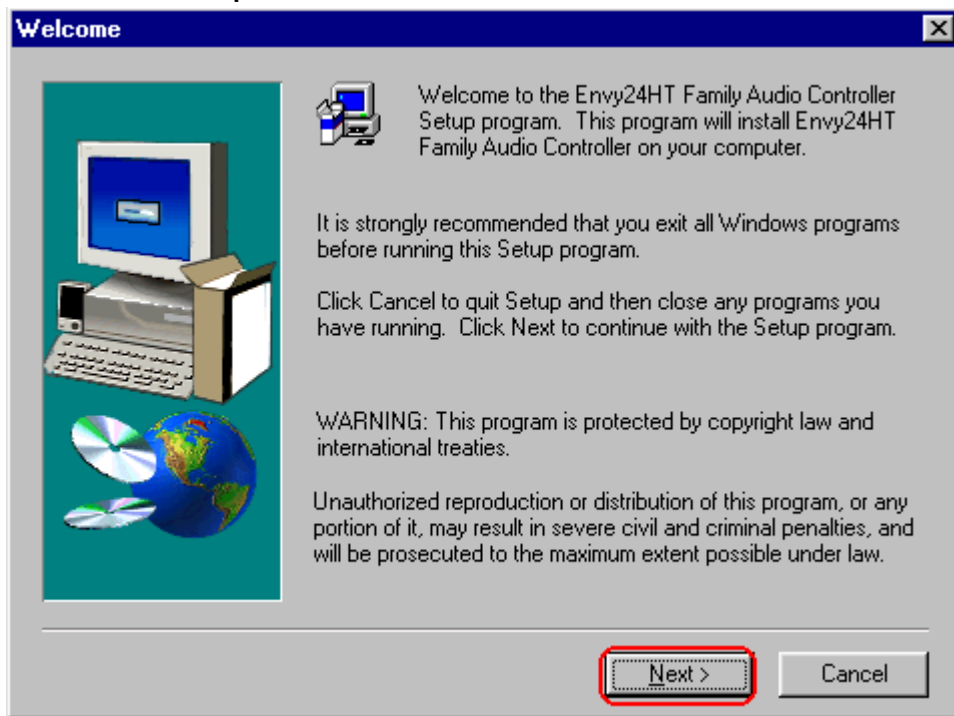 Welcome
Welcome to the Envy24HT Family Audio Controller
Setup program.  This program will install Envy24HT
Family Audio Controller on your computer.
It is strongly recommended that you exit all Windows programs
before running this Setup program.
Click Cancel to quit Setup and then close any programs you
have running.  Click Next to continue with the Setup program.
WARNING: This program is protected by copyright law and
international treaties.
Unauthorized reproduction or distribution of this program, or any
portion of it, may result in severe civil and criminal penalties, and
will be prosecuted to the maximum extent possible under law.
Next >
Cancel